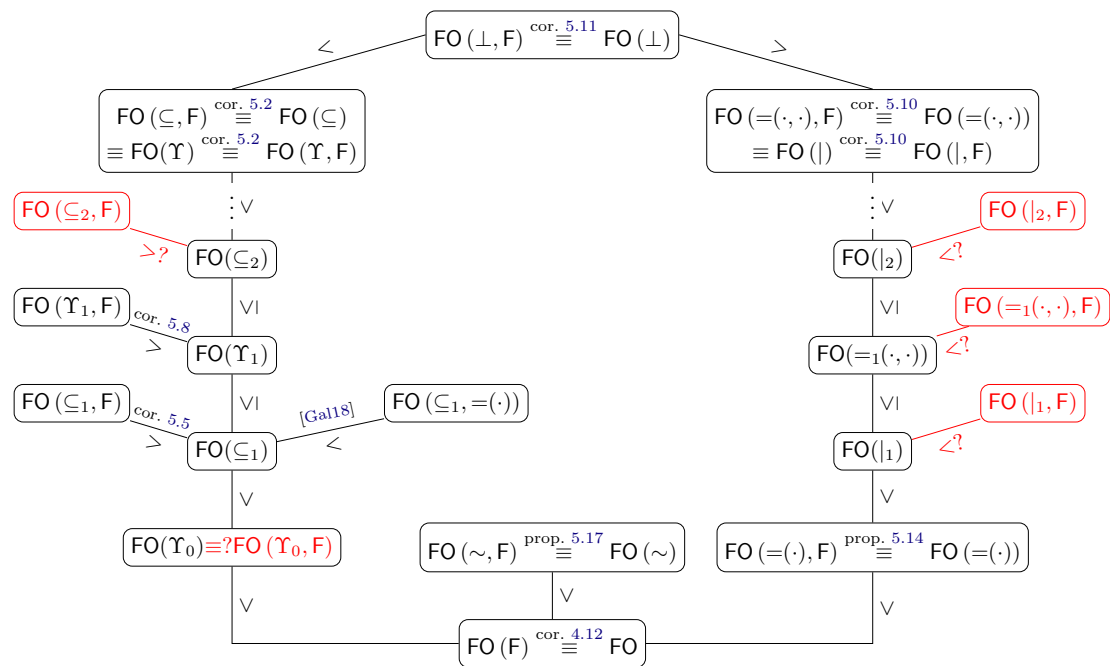 FO (⊥, F) cor. 5.11 ≡ FO (⊥)
< >
FO (⊆, F) cor. 5.2 ≡ FO (⊆)
≡ FO(Υ) cor. 5.2 ≡ FO (Υ, F)
FO (=(·,·), F) cor. 5.10 ≡ FO (=(·,·))
≡ FO (|) cor. 5.10 ≡ FO (|, F)
⋮ ∨
⋮ ∨
FO (⊆₂, F)
>?
FO(⊆₂)
FO (|₂, F)
<?
FO(|₂)
∨|
∨|
FO (Υ₁, F)
cor. 5.8
>
FO(Υ₁)
FO (=₁(·,·), F)
<?
FO(=₁(·,·))
∨|
∨|
FO (⊆₁, F)
cor. 5.5
>
FO(⊆₁)
[Gal18]
<
FO (⊆₁, =(·))
FO (|₁, F)
<?
FO(|₁)
∨
∨
FO(Υ₀)≡?FO (Υ₀, F)
FO (∼, F) prop. 5.17 ≡ FO (∼)
FO (=(·), F) prop. 5.14 ≡ FO (=(·))
∨
∨
∨
FO (F) cor. 4.12 ≡ FO